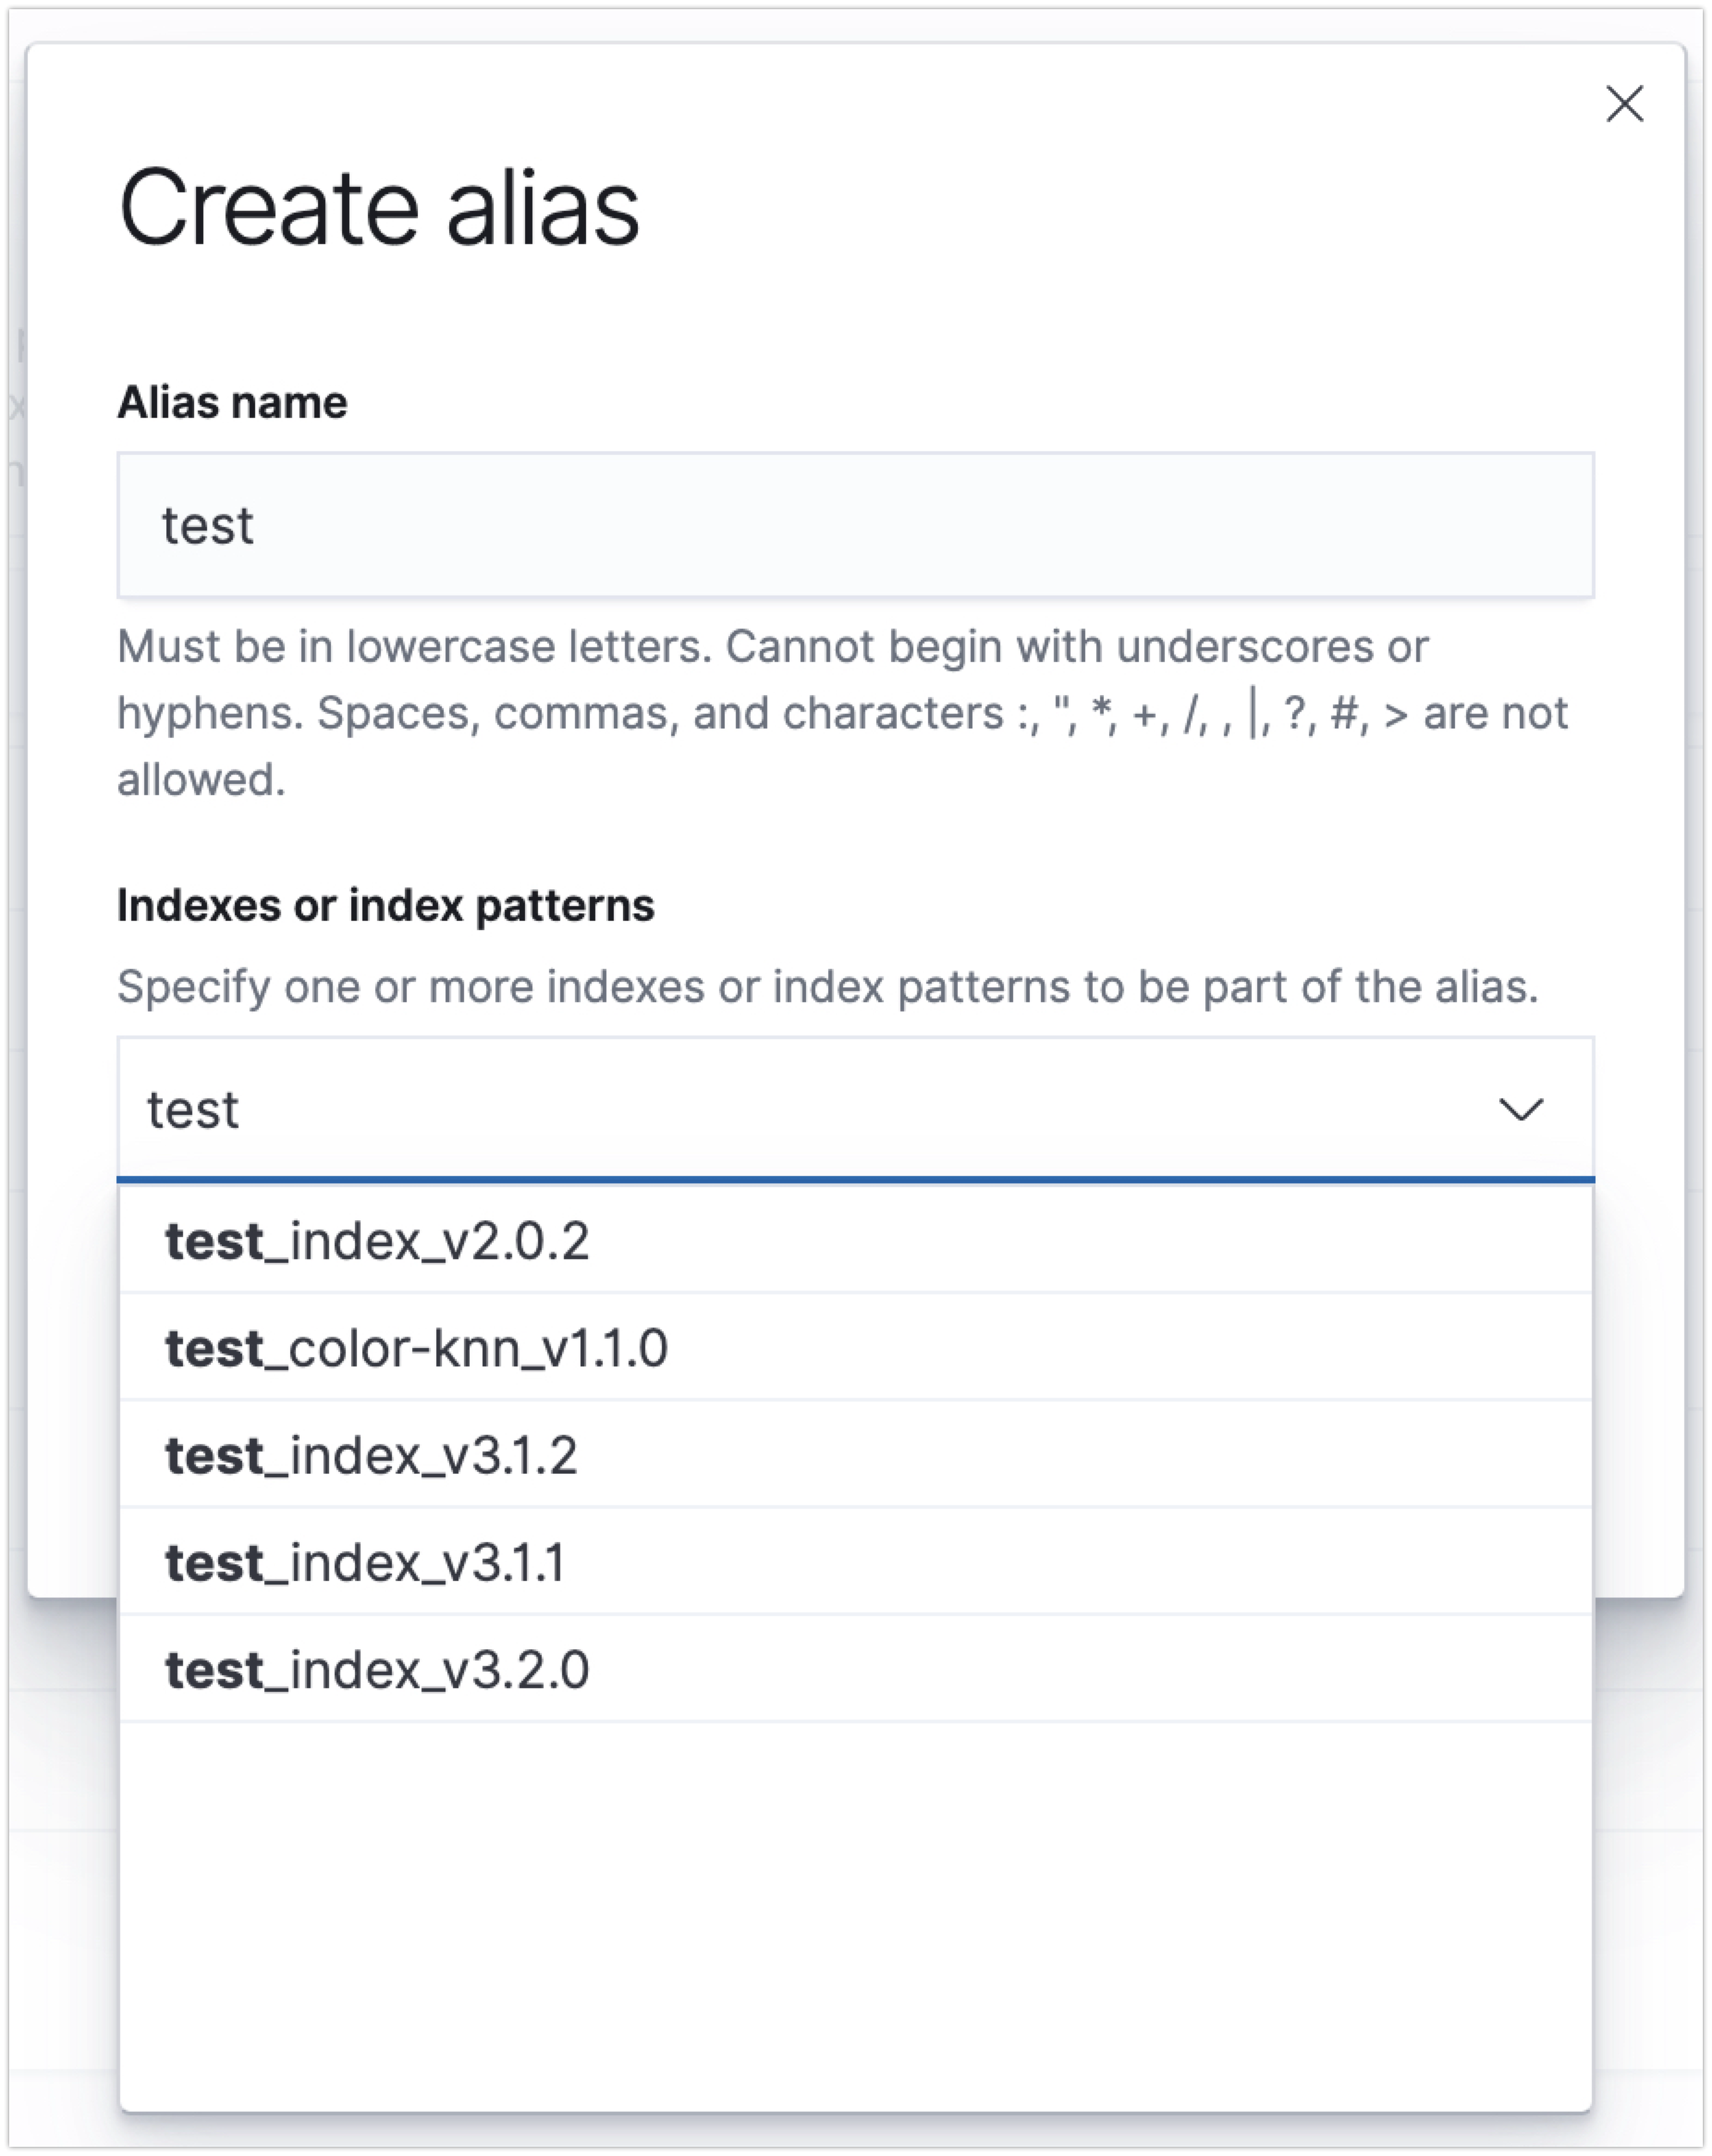 Create alias
Alias name
test
Must be in lowercase letters. Cannot begin with underscores or
hyphens. Spaces, commas, and characters :, ", *, +, /, , |, ?, #, > are not
allowed.
Indexes or index patterns
Specify one or more indexes or index patterns to be part of the alias.
test
test_index_v2.0.2
test_color-knn_v1.1.0
test_index_v3.1.2
test_index_v3.1.1
test_index_v3.2.0